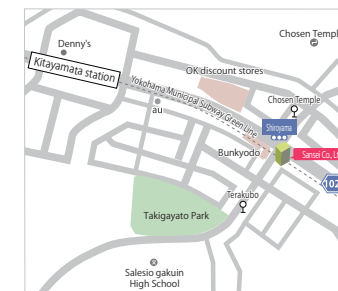 Chosen Templ
Denny's
Kitayamata station
OK discount stores
Yokohama Municipal Subway Green Line
Chosen Temple
au
Shiroyama
Bunkyodo
Sansei Co., Lt
102
Terakubo
Takigayato Park
Salesio gakuin
High School